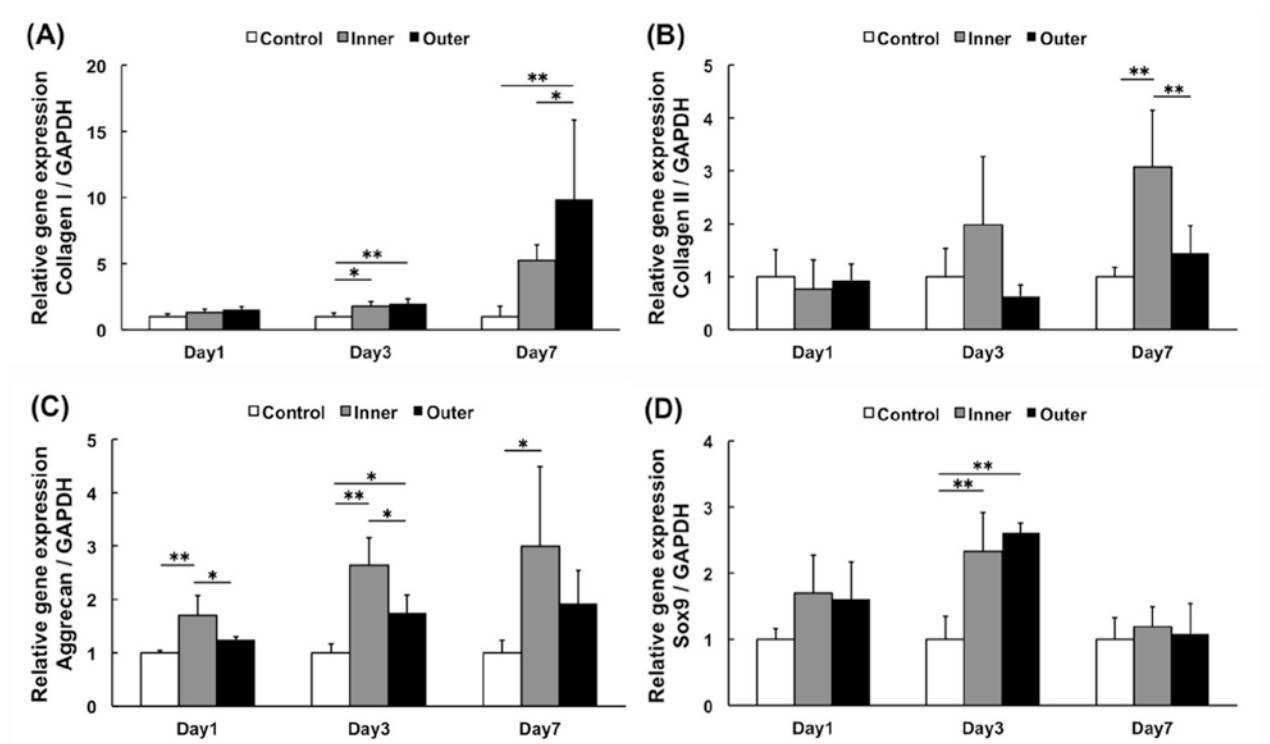 (A)
Control Inner Outer
Relative gene expression
Collagen I / GAPDH
20
15
10
5
0
** *
* **
Day1 Day3 Day7
(B)
Control Inner Outer
Relative gene expression
Collagen II / GAPDH
5
4
3
2
1
0
** **
Day1 Day3 Day7
(C)
Control Inner Outer
Relative gene expression
Aggrecan / GAPDH
5
4
3
2
1
0
** *
* ** *
*
Day1 Day3 Day7
(D)
Control Inner Outer
Relative gene expression
Sox9 / GAPDH
4
3
2
1
0
**
**
Day1 Day3 Day7